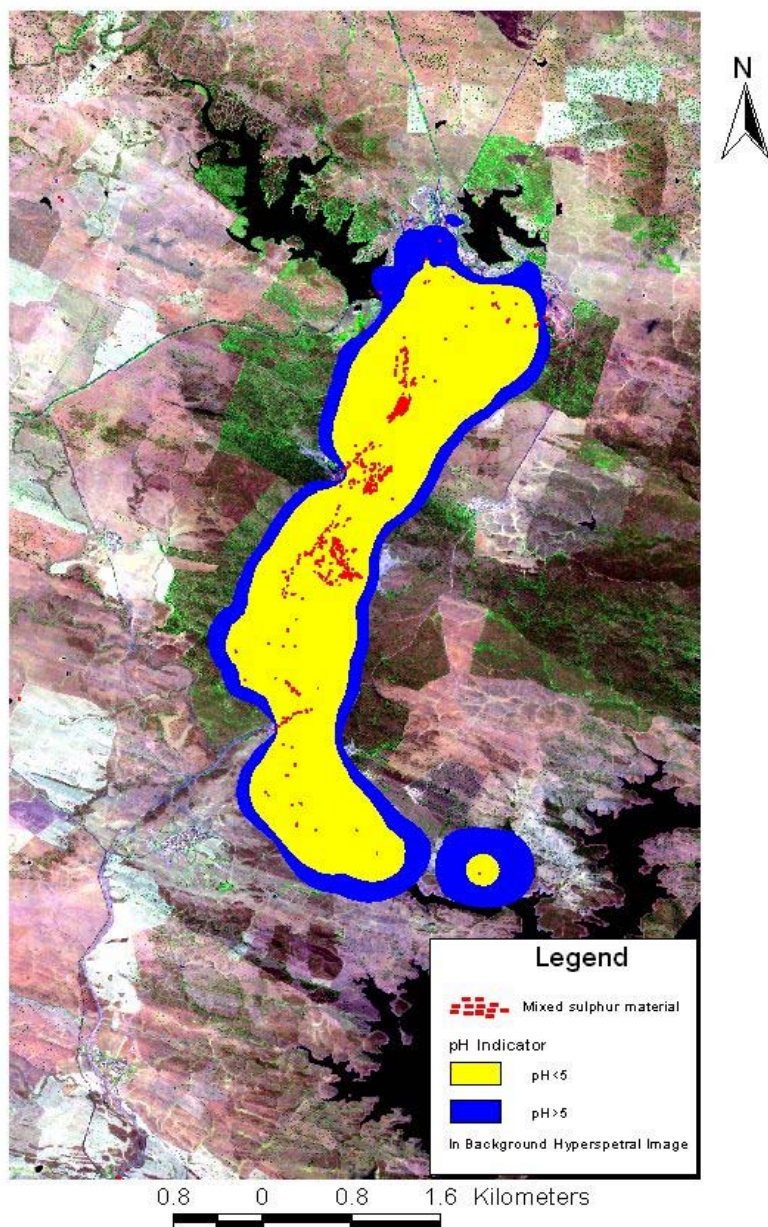 N
Legend
Mixed sulphur material
pH Indicator
pH<5
pH>5
In Background Hyperspetral Image
0.8 0 0.8 1.6 Kilometers